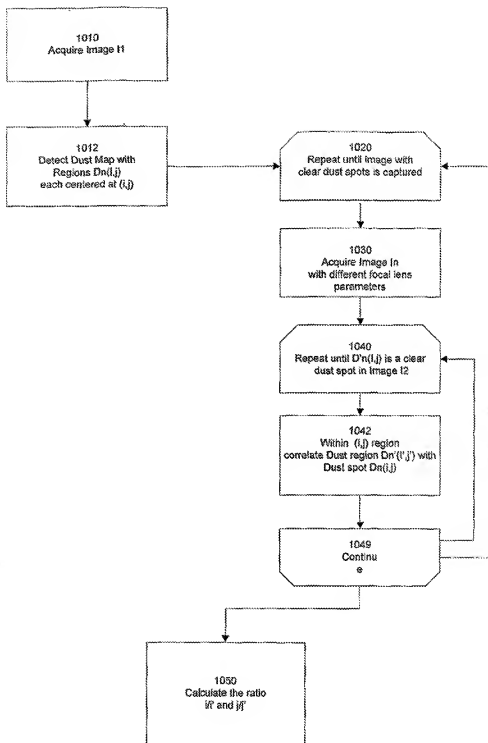 1010
Acquire Image I1
1012
Detect Dust Map with
Regions Dn(i,j)
each centered at (i,j)
1020
Repeat until Image with
clear dust spots is captured
1030
Acquire Image In
with different focal lens
parameters
1040
Repeat until D'n(i,j) is a clear
dust spot in Image I2
1042
Within (i,j) region
correlate Dust region Dn'(i',j') with
Dust spot Dn(i,j)
1049
Continu
e
1050
Calculate the ratio
i/i' and j/j'